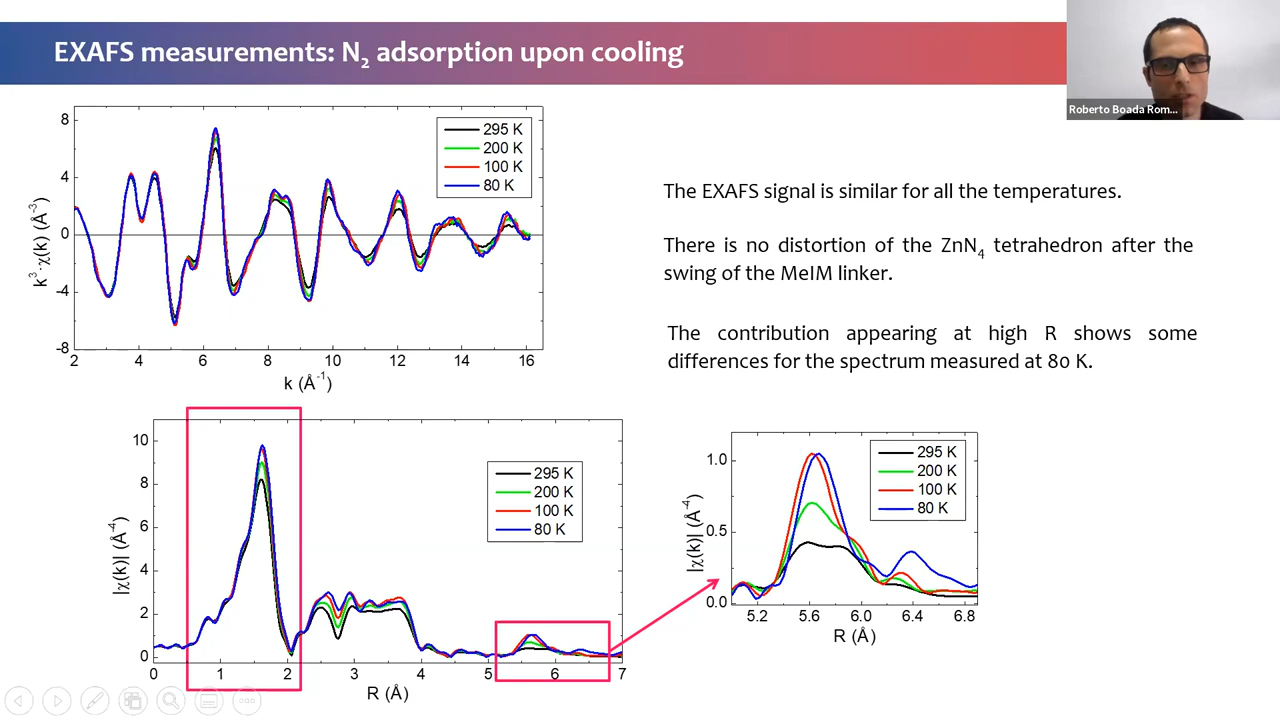 EXAFS measurements: N₂ adsorption upon cooling
Roberto Boada Rom...
8
4
0
-4
-8
k³·χ(k) (Å⁻³)
295 K
200 K
100 K
80 K
2
4
6
8
10
12
14
16
k (Å⁻¹)
The EXAFS signal is similar for all the temperatures.
There is no distortion of the ZnN₄ tetrahedron after the
swing of the MeIM linker.
The contribution appearing at high R shows some
differences for the spectrum measured at 80 K.
10
8
6
4
2
0
|χ(k)| (Å⁻⁴)
295 K
200 K
100 K
80 K
0
1
2
3
4
5
6
7
R (Å)
1.0
0.5
0.0
|χ(k)| (Å⁻⁴)
295 K
200 K
100 K
80 K
5.2
5.6
6.0
6.4
6.8
R (Å)